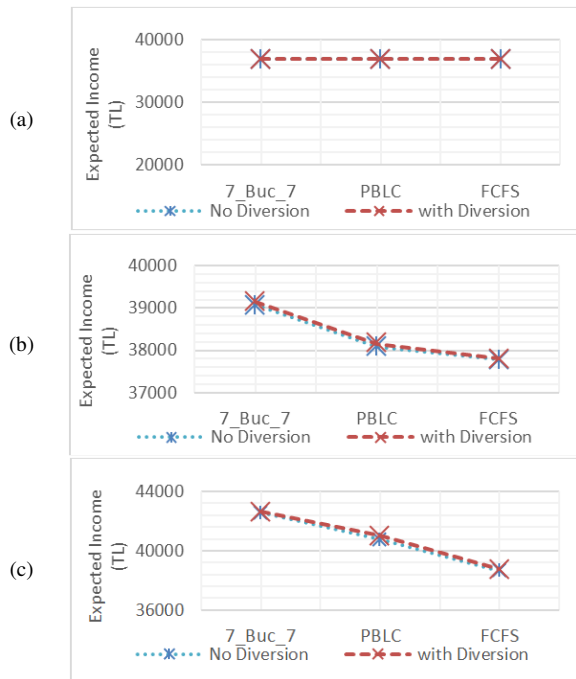 (a)
Expected Income
(TL)
40000
30000
20000
7_Buc_7 PBLC FCFS
No Diversion with Diversion
(b)
Expected Income
(TL)
40000
39000
38000
37000
7_Buc_7 PBLC FCFS
No Diversion with Diversion
(c)
Expected Income
(TL)
44000
40000
36000
7_Buc_7 PBLC FCFS
No Diversion with Diversion